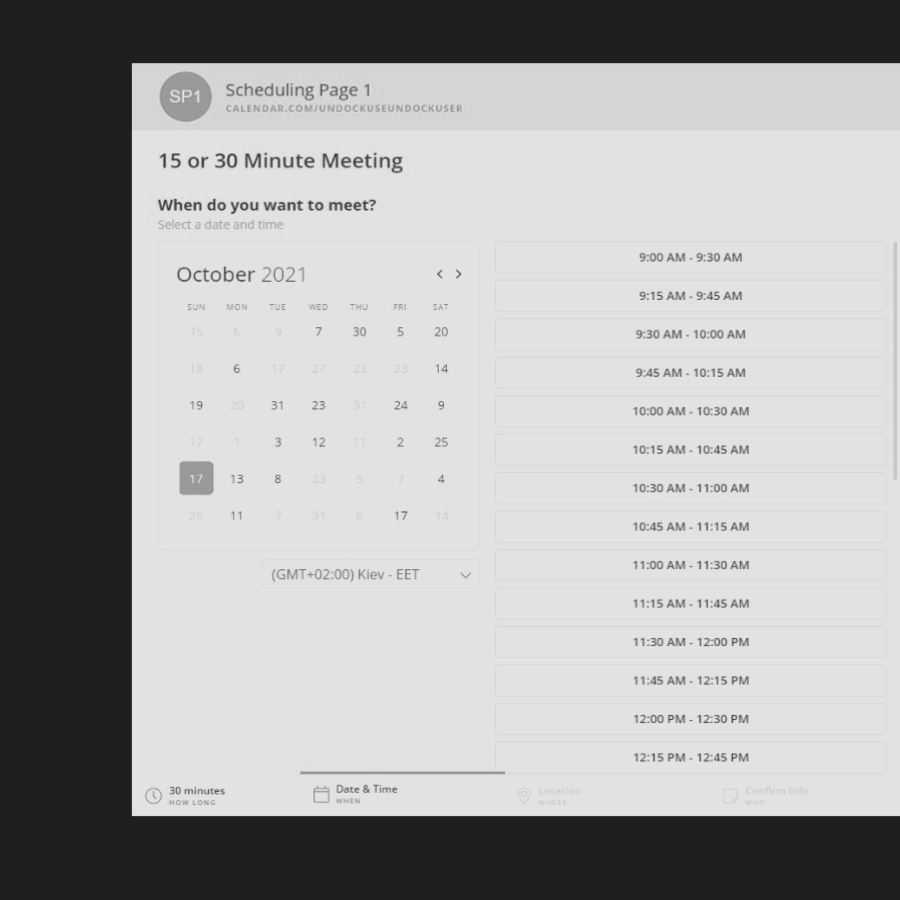 SP1
Scheduling Page 1
CALENDAR.COM/UNDOCKUSEUNDOCKUSER
15 or 30 Minute Meeting
When do you want to meet?
Select a date and time
October 2021
SUN MON TUE WED THU FRI SAT
15 6 9 7 30 5 20
18 6 17 27 23 23 14
19 20 31 23 31 24 9
17 1 3 12 11 2 25
17 13 8 23 5 7 4
26 11 7 31 6 17 14
(GMT+02:00) Kiev - EET
9:00 AM - 9:30 AM
9:15 AM - 9:45 AM
9:30 AM - 10:00 AM
9:45 AM - 10:15 AM
10:00 AM - 10:30 AM
10:15 AM - 10:45 AM
10:30 AM - 11:00 AM
10:45 AM - 11:15 AM
11:00 AM - 11:30 AM
11:15 AM - 11:45 AM
11:30 AM - 12:00 PM
11:45 AM - 12:15 PM
12:00 PM - 12:30 PM
12:15 PM - 12:45 PM
30 minutes
HOW LONG
Date & Time
WHEN
Location
WHERE
Confirm Info
WHO